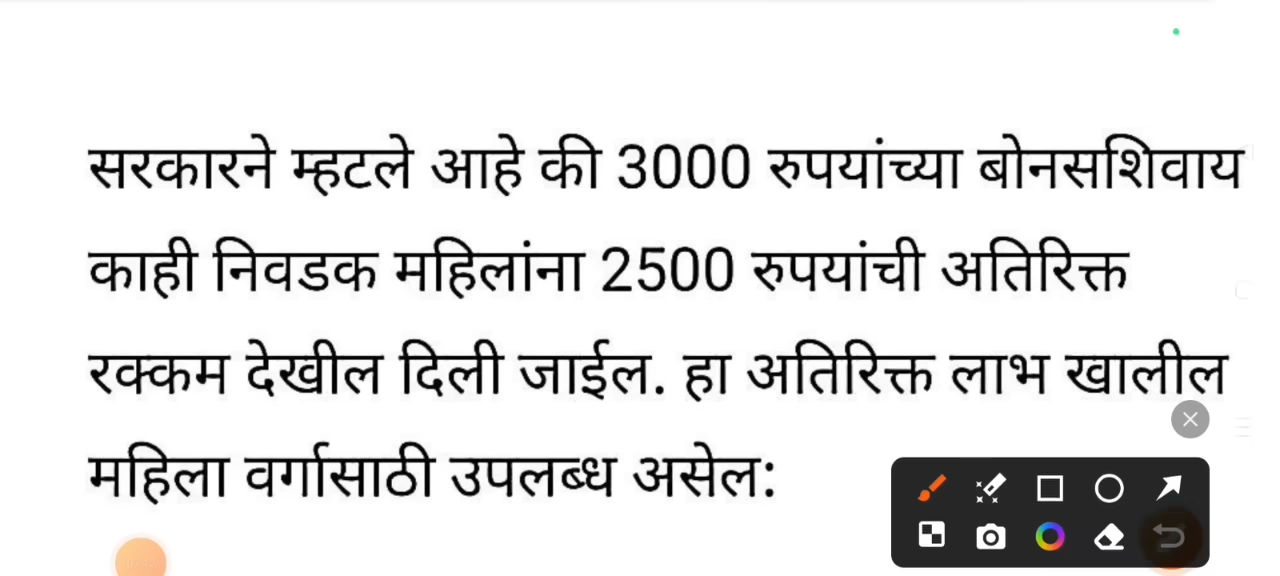 सरकारने म्हटले आहे की 3000 रुपयांच्या बोनसशिवाय
काही निवडक महिलांना 2500 रुपयांची अतिरिक्त
रक्कम देखील दिली जाईल. हा अतिरिक्त लाभ खालील
महिला वर्गासाठी उपलब्ध असेल: